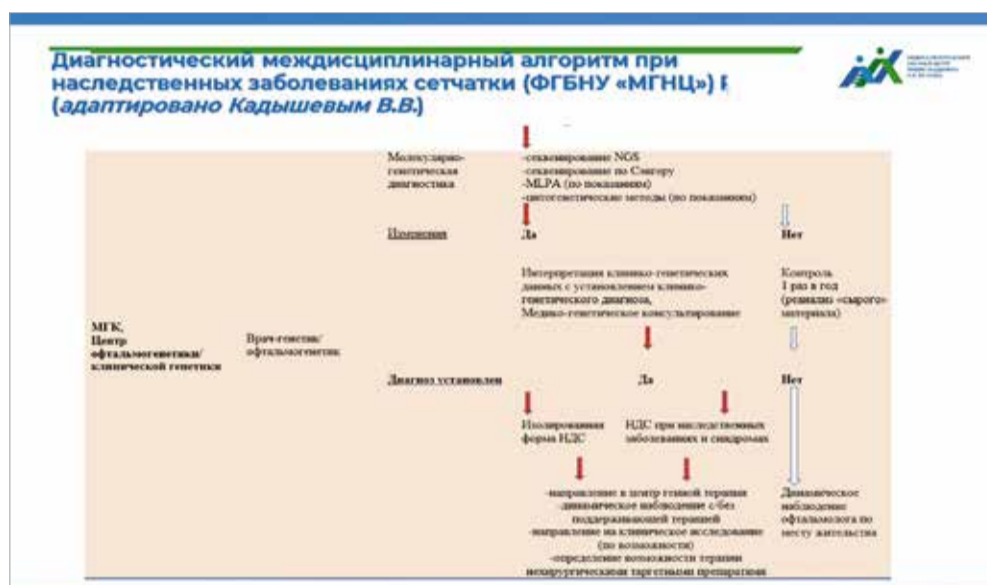 Диагностический междисциплинарный алгоритм при
наследственных заболеваниях сетчатки (ФГБНУ «МГНЦ»)
(адаптировано Кадышевым В.В.)
Молекулярно-
генетическая
диагностика
-секвенирование NGS
-секвенирование по Сэнгеру
-MLPA (по показаниям)
-цитогенетические методы (по показаниям)
Изменения
Да
Нет
Интерпретация клинико-генетических
данных с установлением клинико-
генетического диагноза,
Медико-генетическое консультирование
Контроль
1 раз в год
(реанализ «сырого»
материала)
МГК,
Центр
офтальмогенетики/
клинической генетики
Врач-генетик/
офтальмогенетик
Диагноз установлен
Да
Нет
Изолированная
форма НДС
НДС при наследственных
заболеваниях и синдромах
-направление в центр генной терапии
-динамическое наблюдение с/без
поддерживающей терапией
-направление на клиническое исследование
(по возможности)
-определение возможности терапии
нехирургическими таргетными препаратами
Динамическое
наблюдение
офтальмолога по
месту жительства